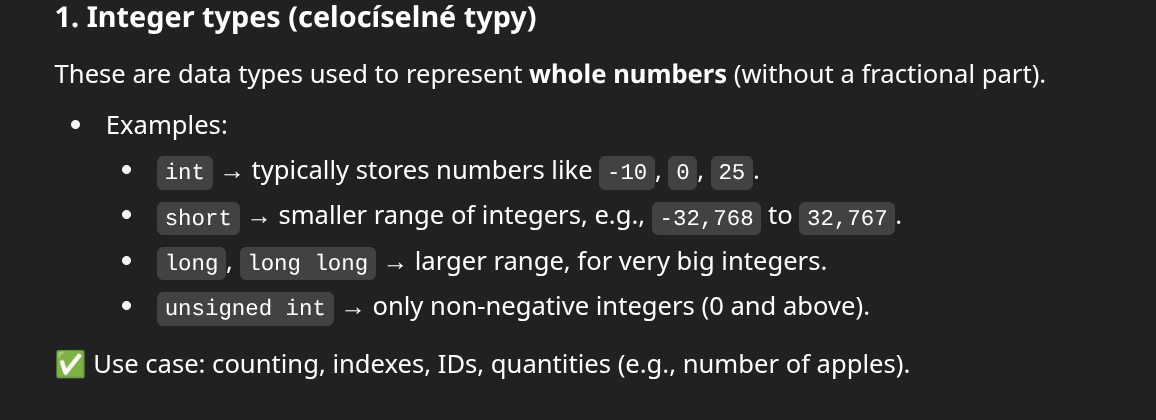 1. Integer types (celocíselné typy)
These are data types used to represent whole numbers (without a fractional part).
• Examples:
• int → typically stores numbers like -10, 0, 25.
• short → smaller range of integers, e.g., -32,768 to 32,767.
• long, long long → larger range, for very big integers.
• unsigned int → only non-negative integers (0 and above).
✅ Use case: counting, indexes, IDs, quantities (e.g., number of apples).